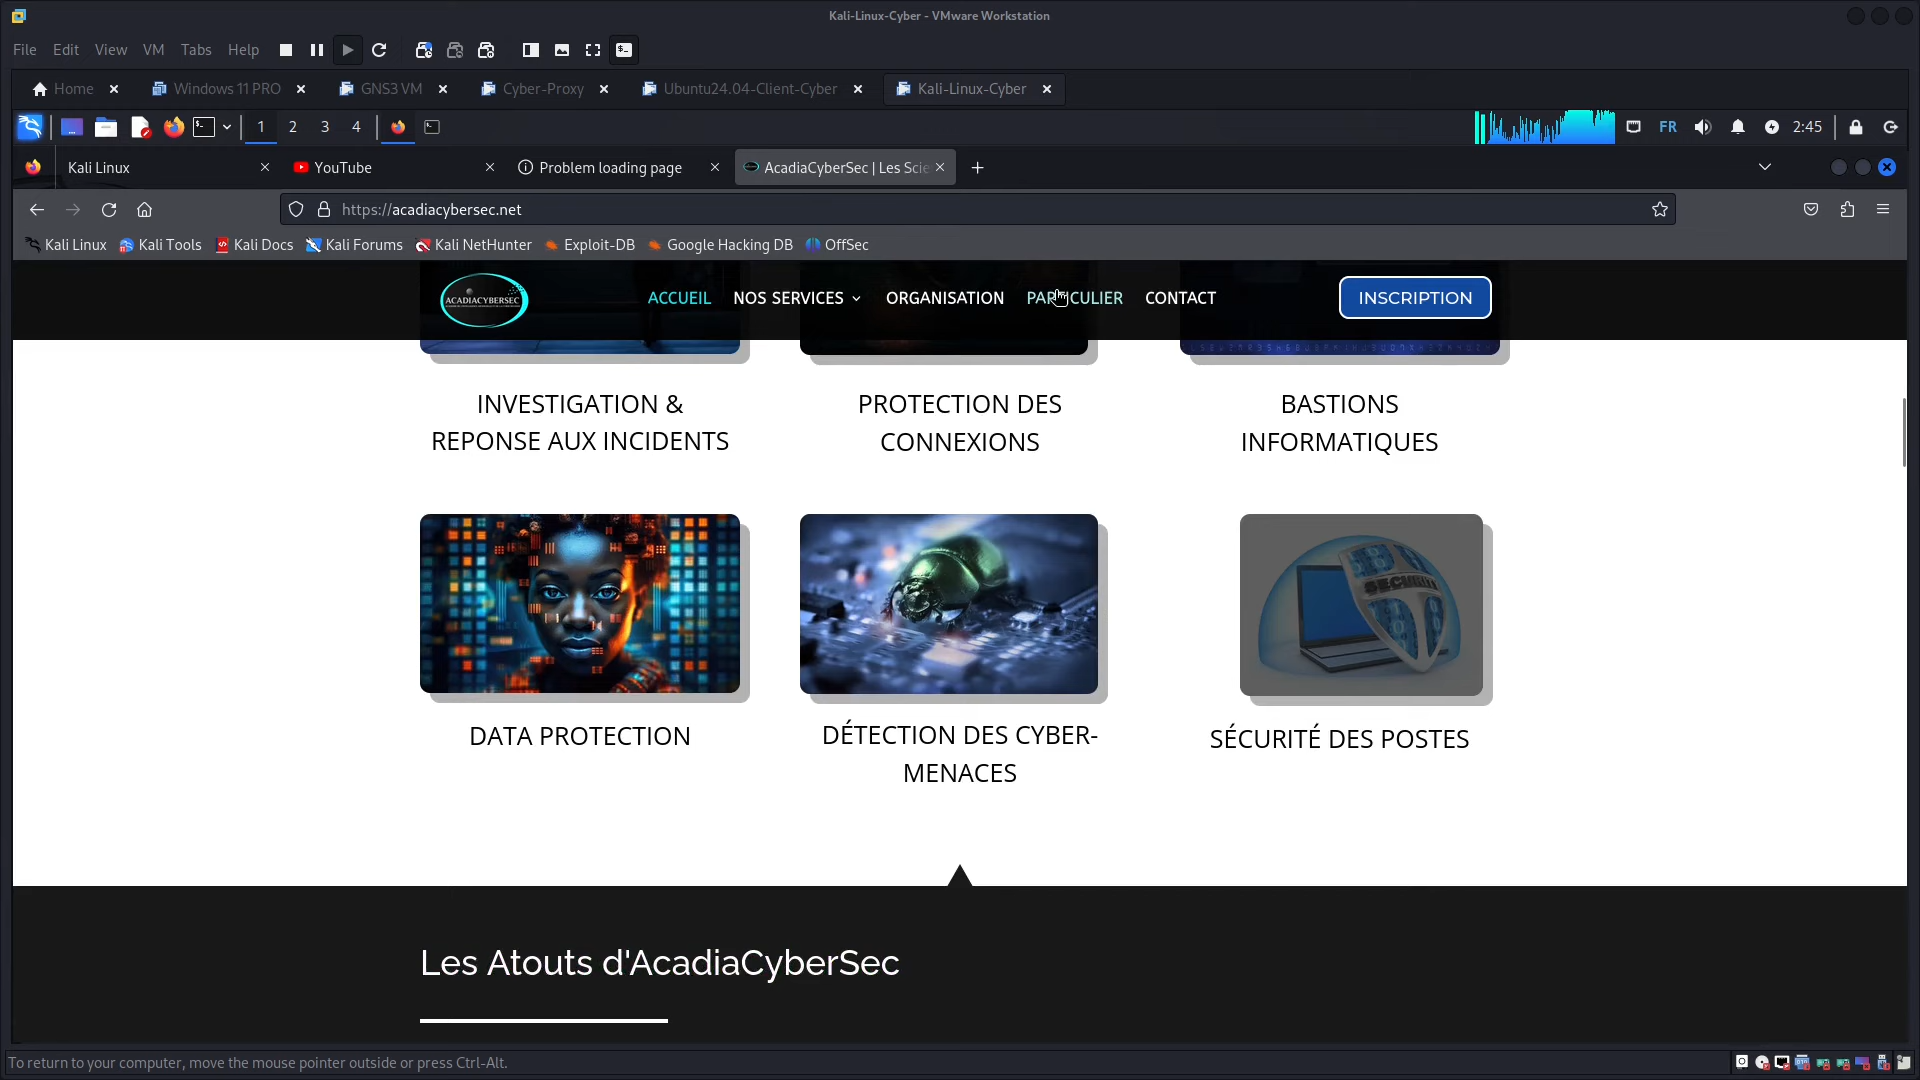 Kali-Linux-Cyber - VMware Workstation
File Edit View VM Tabs Help
Home Windows 11 PRO GNS3 VM Cyber-Proxy Ubuntu24.04-Client-Cyber Kali-Linux-Cyber
1 2 3 4 FR 2:45
Kali Linux YouTube Problem loading page AcadiaCyberSec | Les Scie
https://acadiacybersec.net
Kali Linux Kali Tools Kali Docs Kali Forums Kali NetHunter Exploit-DB Google Hacking DB OffSec
ACADIACYBERSEC ACCUEIL NOS SERVICES ORGANISATION PARTICULIER CONTACT INSCRIPTION
INVESTIGATION &
REPONSE AUX INCIDENTS
PROTECTION DES
CONNEXIONS
BASTIONS
INFORMATIQUES
SECURITY
DATA PROTECTION
DÉTECTION DES CYBER-
MENACES
SÉCURITÉ DES POSTES
Les Atouts d'AcadiaCyberSec
To return to your computer, move the mouse pointer outside or press Ctrl-Alt.